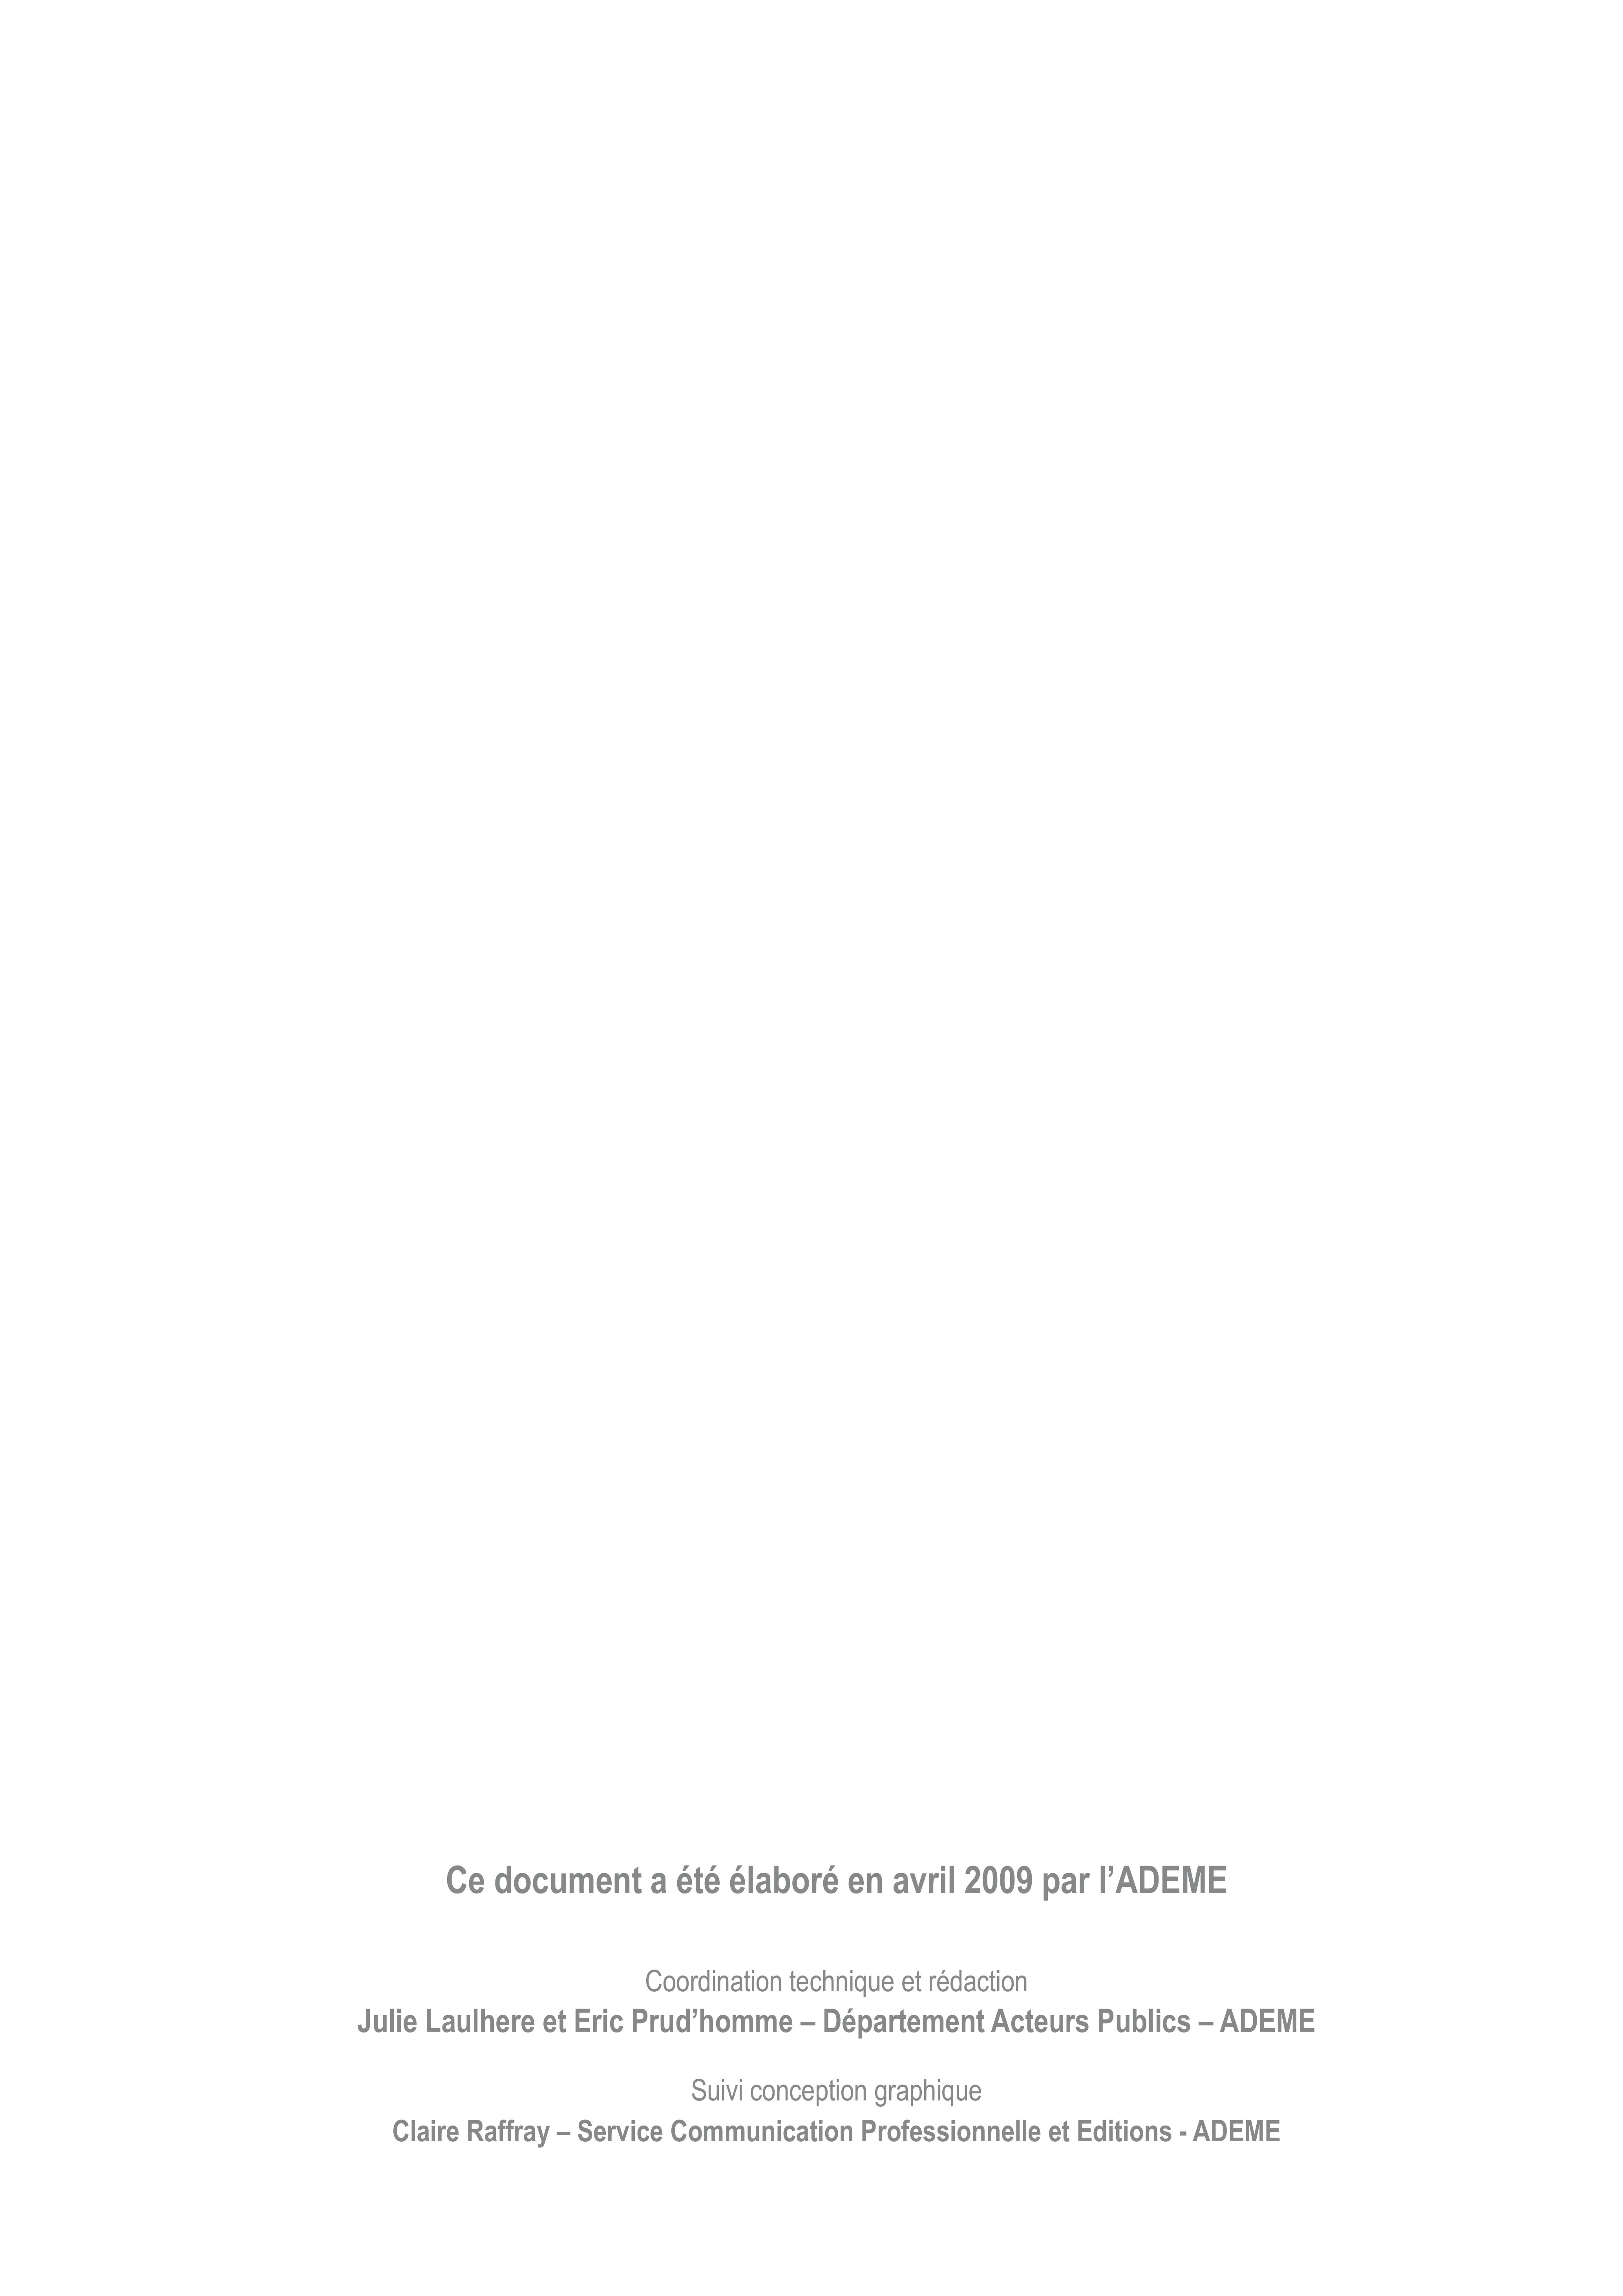 Ce document a été élaboré en avril 2009 par l’ADEME
Coordination technique et rédaction
Julie Laulhere et Eric Prud’homme – Département Acteurs Publics – ADEME
Suivi conception graphique
Claire Raffray – Service Communication Professionnelle et Editions - ADEME